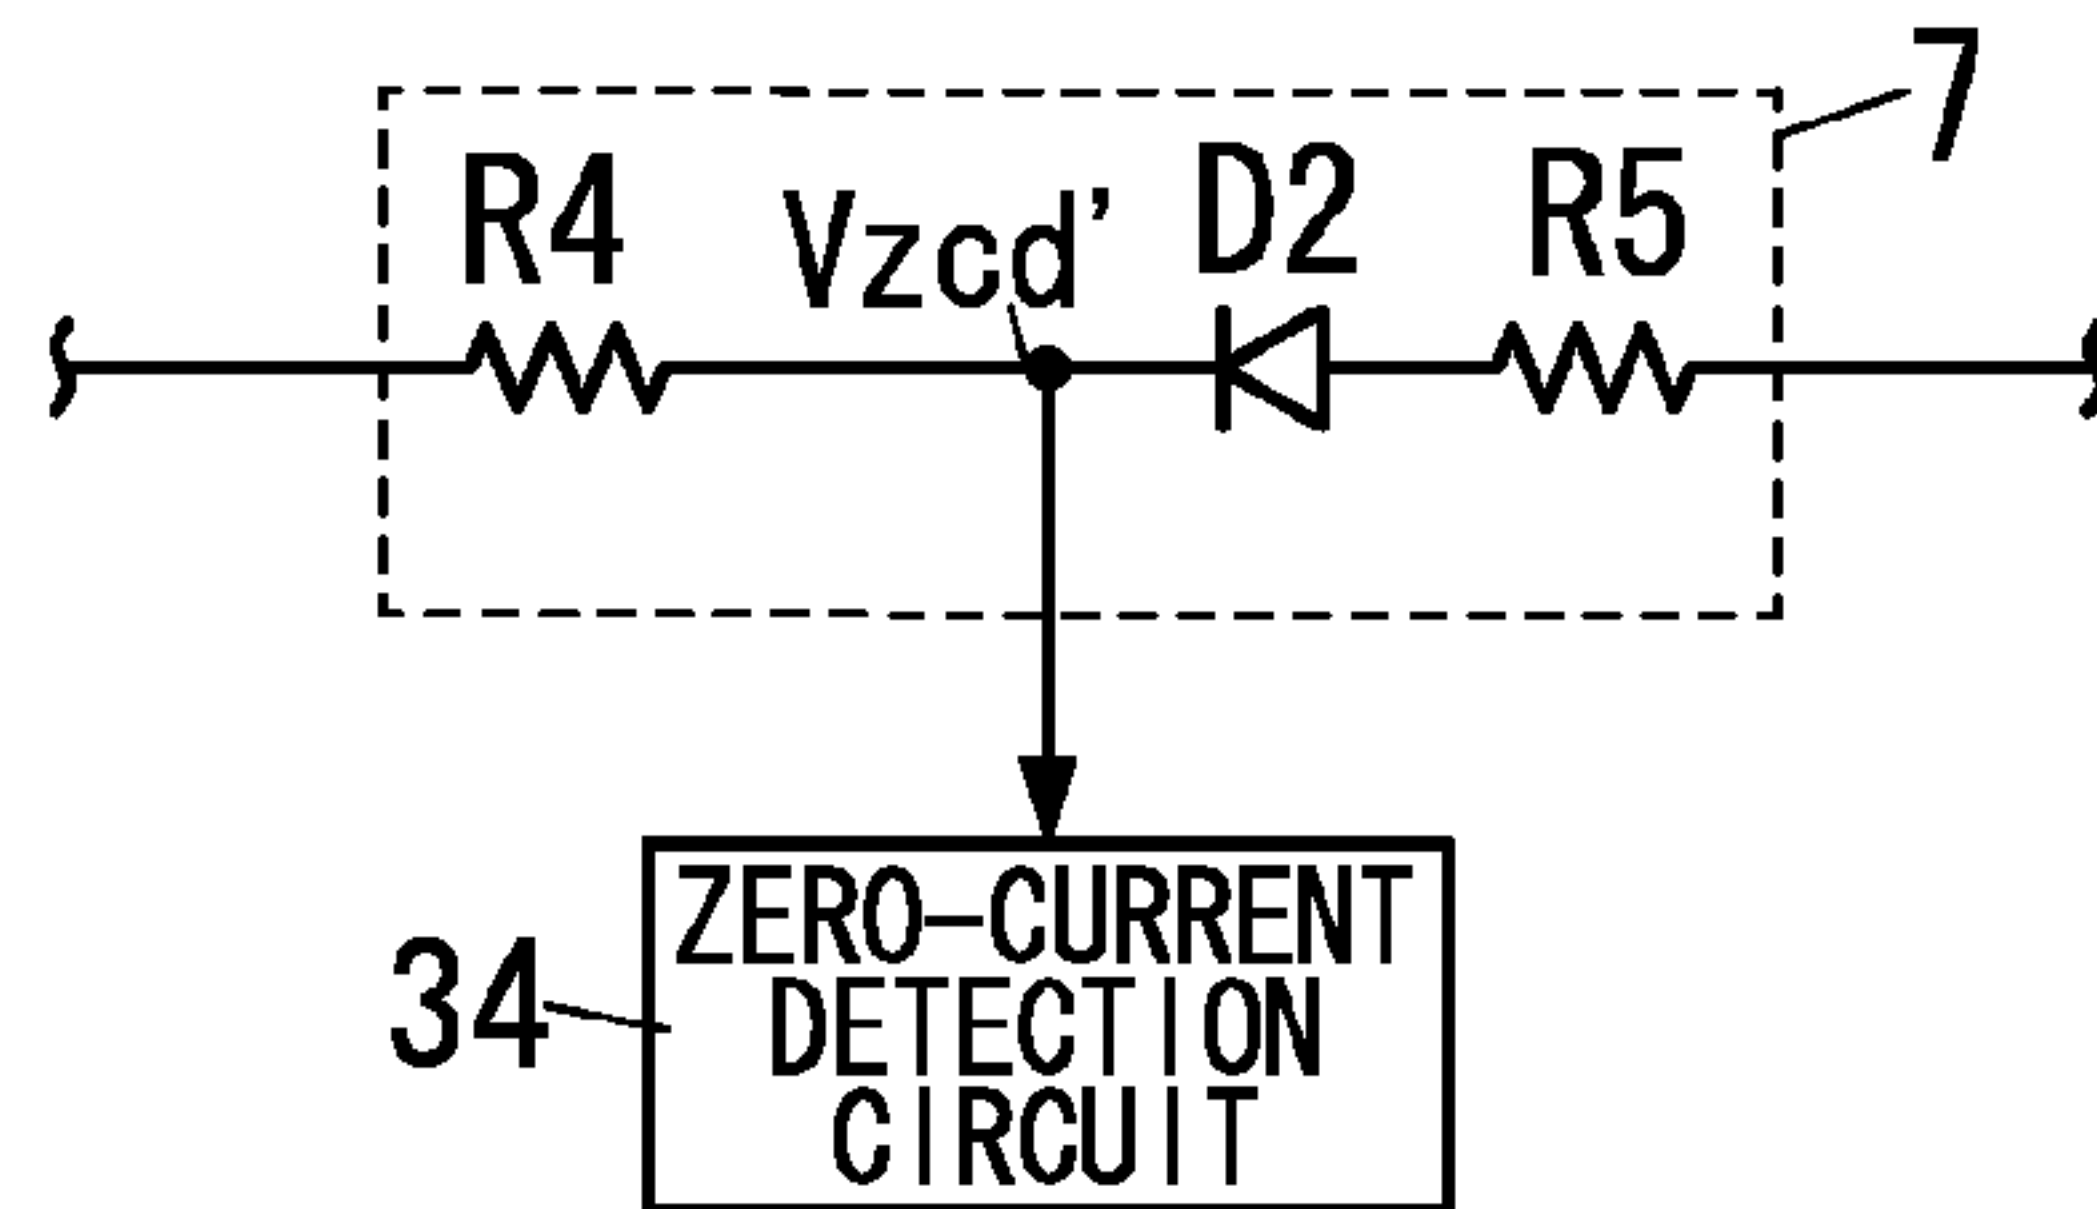 7
R4
Vzcd'
D2
R5
34
ZERO-CURRENT
DETECTION
CIRCUIT